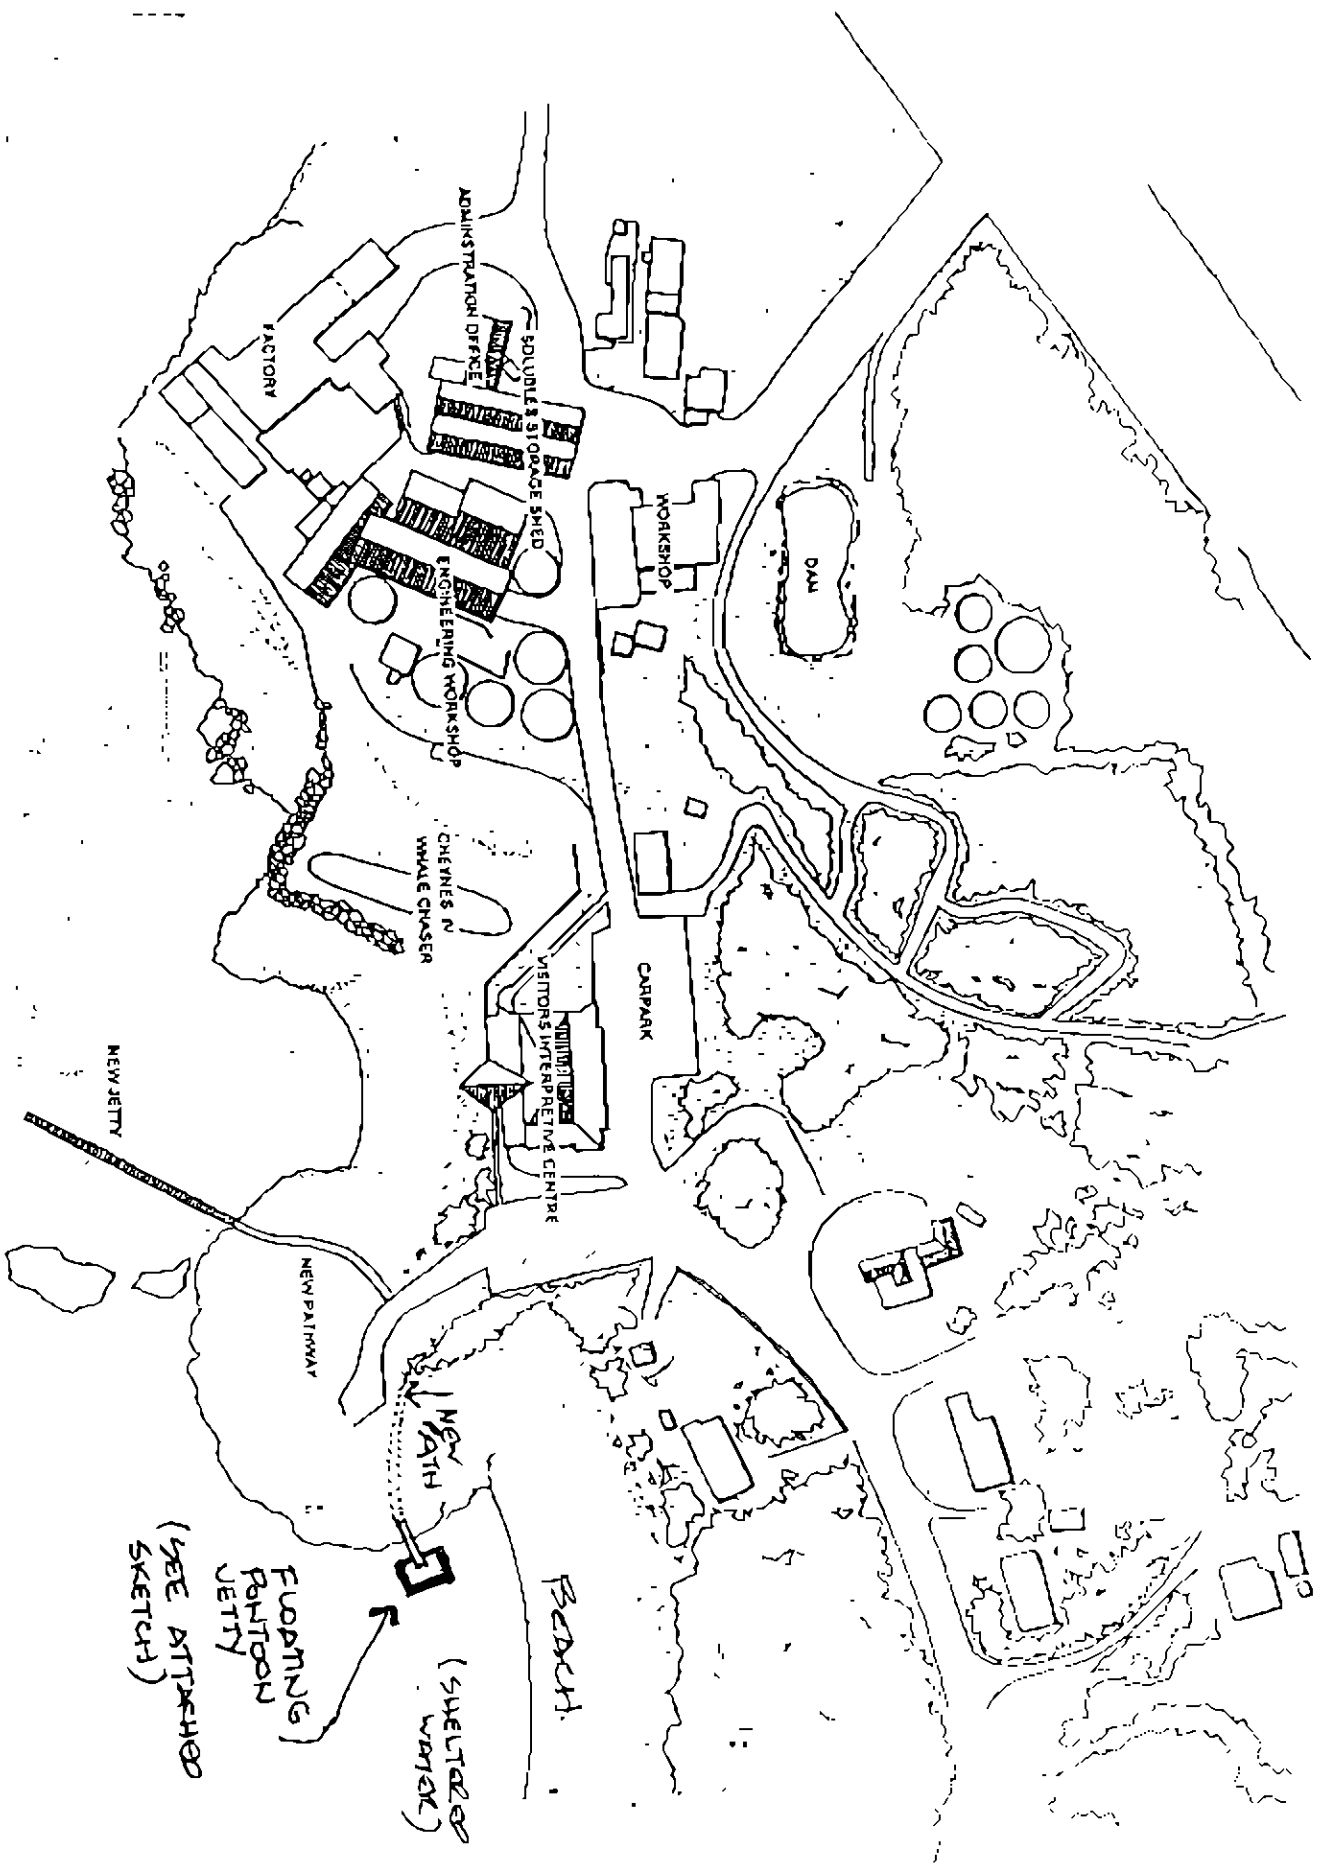 ADMINSTRATION OFFICE
SOLUBLES STORAGE SHED
FACTORY
WORKSHOP
DAM
ENGINEERING WORKSHOP
CHEYNES IV
WHALE CHASER
VISITORS INTERPRETIVE CENTRE
CARPARK
NEW JETTY
NEW PATHWAY
NEW
PATH
BEACH.
(SHELTERED
WATER)
FLOATING
PONTOON
JETTY
(SEE ATTACHED
SKETCH)